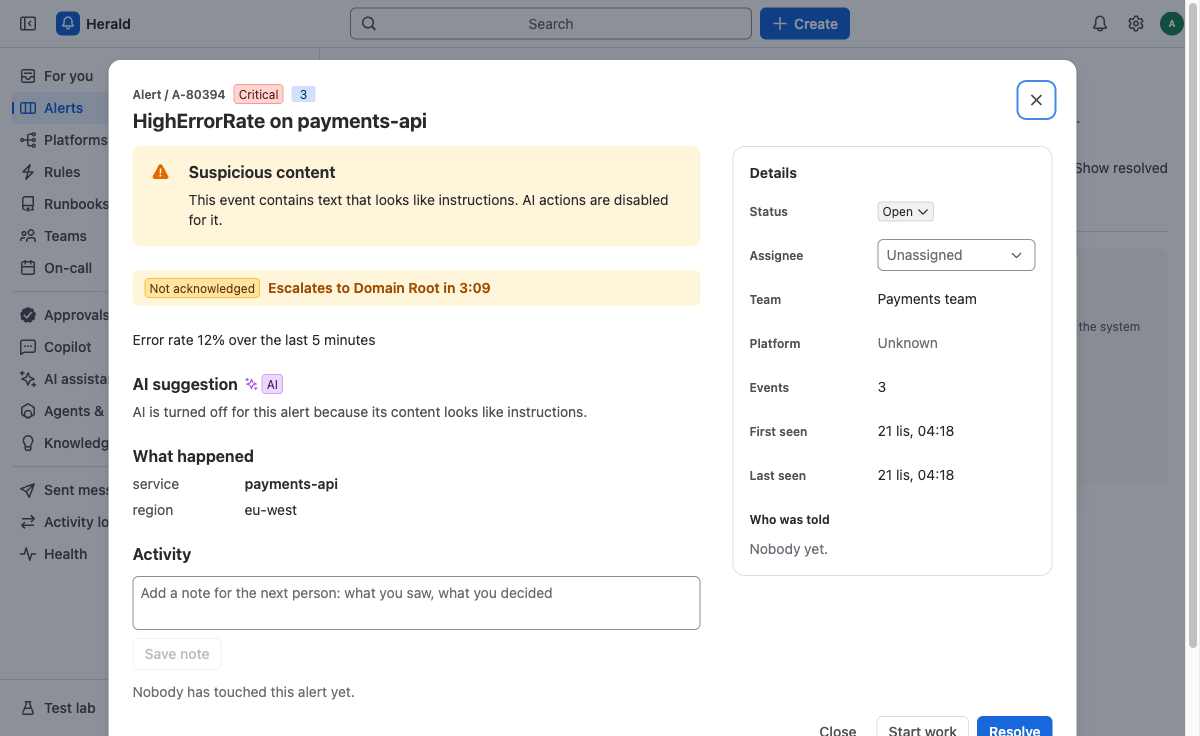 Herald
Search
Create
A
For you
Alerts
Platforms
Rules
Runbooks
Teams
On-call
Approvals
Copilot
AI assista
Agents &
Knowledg
Sent mess
Activity lo
Health
Test lab
Show resolved
the system
Alert / A-80394 Critical 3
HighErrorRate on payments-api
Suspicious content
This event contains text that looks like instructions. AI actions are disabled
for it.
Not acknowledged Escalates to Domain Root in 3:09
Error rate 12% over the last 5 minutes
AI suggestion AI
AI is turned off for this alert because its content looks like instructions.
What happened
service payments-api
region eu-west
Activity
Add a note for the next person: what you saw, what you decided
Save note
Nobody has touched this alert yet.
Details
Status Open
Assignee Unassigned
Team Payments team
Platform Unknown
Events 3
First seen 21 lis, 04:18
Last seen 21 lis, 04:18
Who was told
Nobody yet.
Close Start work Resolve